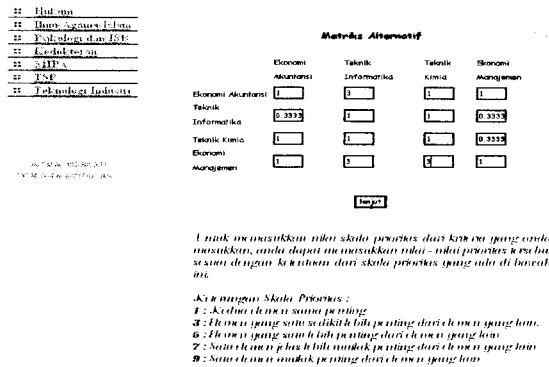 :: Hukum
:: Ilmu Agama Islam
:: Psikologi dan ISB
:: Kedokteran
:: MIPA
:: TSP
:: Teknologi Industri
Matriks Alternatif
Ekonomi Akuntansi Teknik Informatika Teknik Kimia Ekonomi Manajemen
Ekonomi Akuntansi 1 3 1 1
Teknik Informatika 0.3333 1 1 0.3333
Teknik Kimia 1 1 1 0.3333
Ekonomi Manajemen 1 3 3 1
lanjut
Untuk memasukkan nilai skala prioritas dari kriteria yang anda
masukkan, anda dapat memasukkan nilai - nilai prioritas tersebut
sesuai dengan ketentuan dari skala prioritas yang ada di bawah
ini.
Keterangan Skala Prioritas :
1 : Kedua elemen sama penting
3 : Elemen yang satu sedikit lebih penting dari elemen yang lain.
5 : Elemen yang satu lebih penting dari elemen yang lain
7 : Satu elemen jelas lebih mutlak penting dari elemen yang lain
9 : Satu elemen mutlak penting dari elemen yang lain